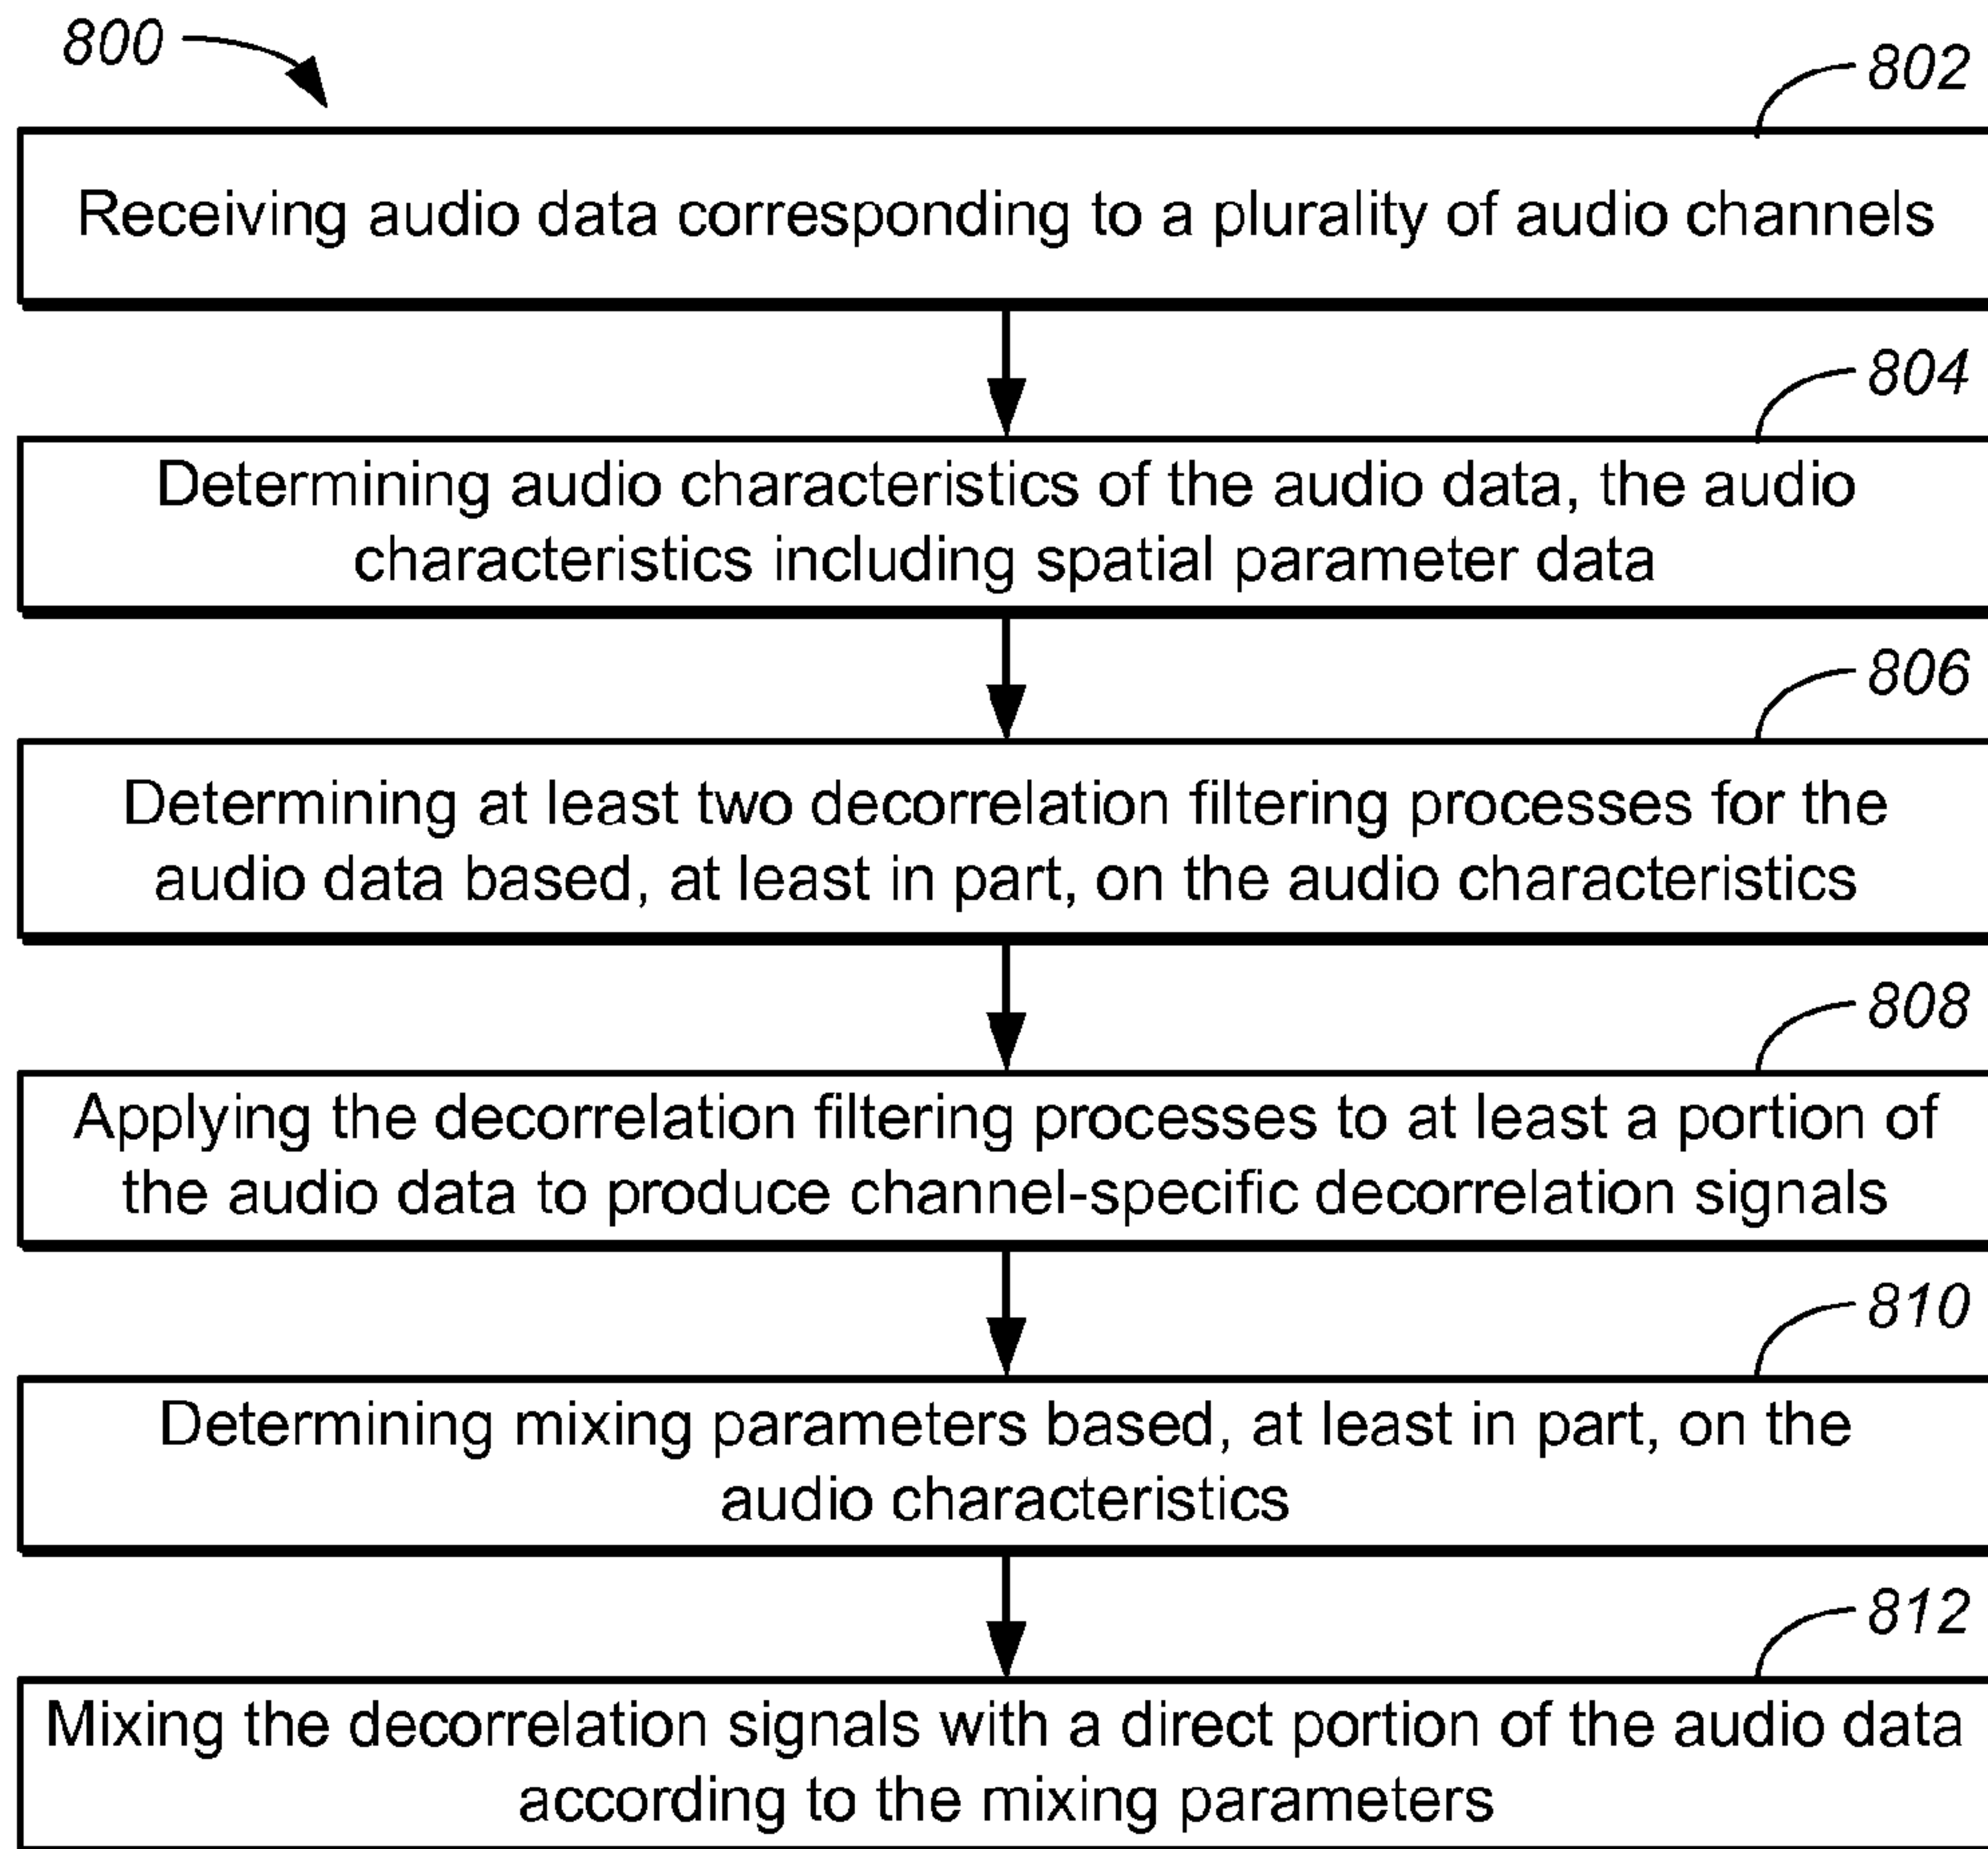 800
802
Receiving audio data corresponding to a plurality of audio channels
804
Determining audio characteristics of the audio data, the audio
characteristics including spatial parameter data
806
Determining at least two decorrelation filtering processes for the
audio data based, at least in part, on the audio characteristics
808
Applying the decorrelation filtering processes to at least a portion of
the audio data to produce channel-specific decorrelation signals
810
Determining mixing parameters based, at least in part, on the
audio characteristics
812
Mixing the decorrelation signals with a direct portion of the audio data
according to the mixing parameters